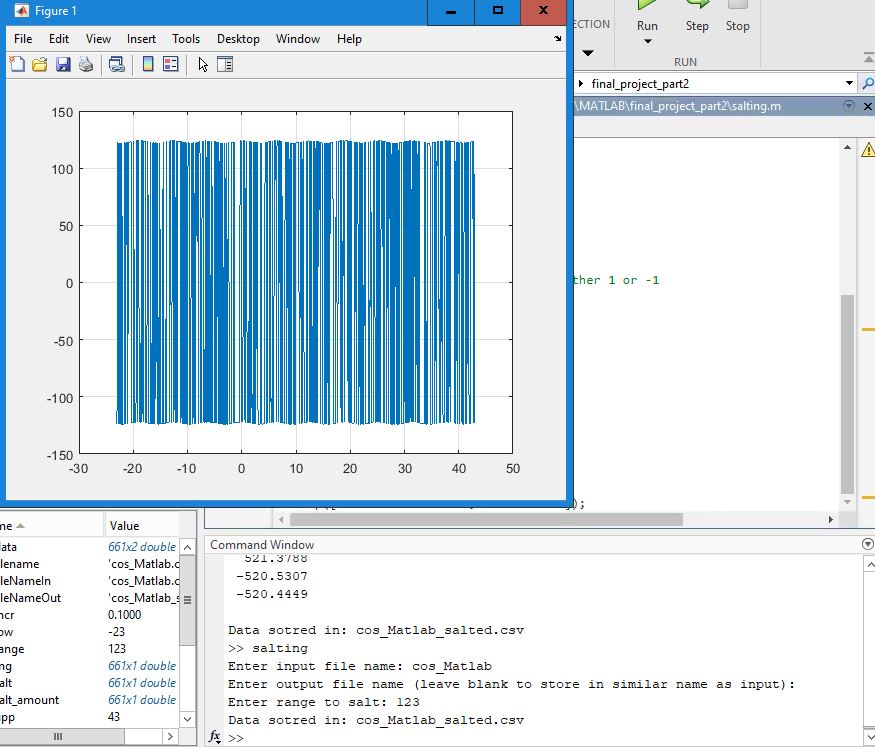 Figure 1
File Edit View Insert Tools Desktop Window Help
150
100
50
0
-50
-100
-150
-30 -20 -10 0 10 20 30 40 50
ECTION
Run Step Stop
RUN
final_project_part2
\MATLAB\final_project_part2\salting.m
ther 1 or -1
);
me Value
ata 661x2 double
lename 'cos_Matlab.c
leNameIn 'cos_Matlab.c
leNameOut 'cos_Matlab_s
ncr 0.1000
ow -23
ange 123
ng 661x1 double
alt 661x1 double
alt_amount 661x1 double
pp 43
Command Window
521.3788
-520.5307
-520.4449
Data sotred in: cos_Matlab_salted.csv
>> salting
Enter input file name: cos_Matlab
Enter output file name (leave blank to store in similar name as input):
Enter range to salt: 123
Data sotred in: cos_Matlab_salted.csv
fx >>